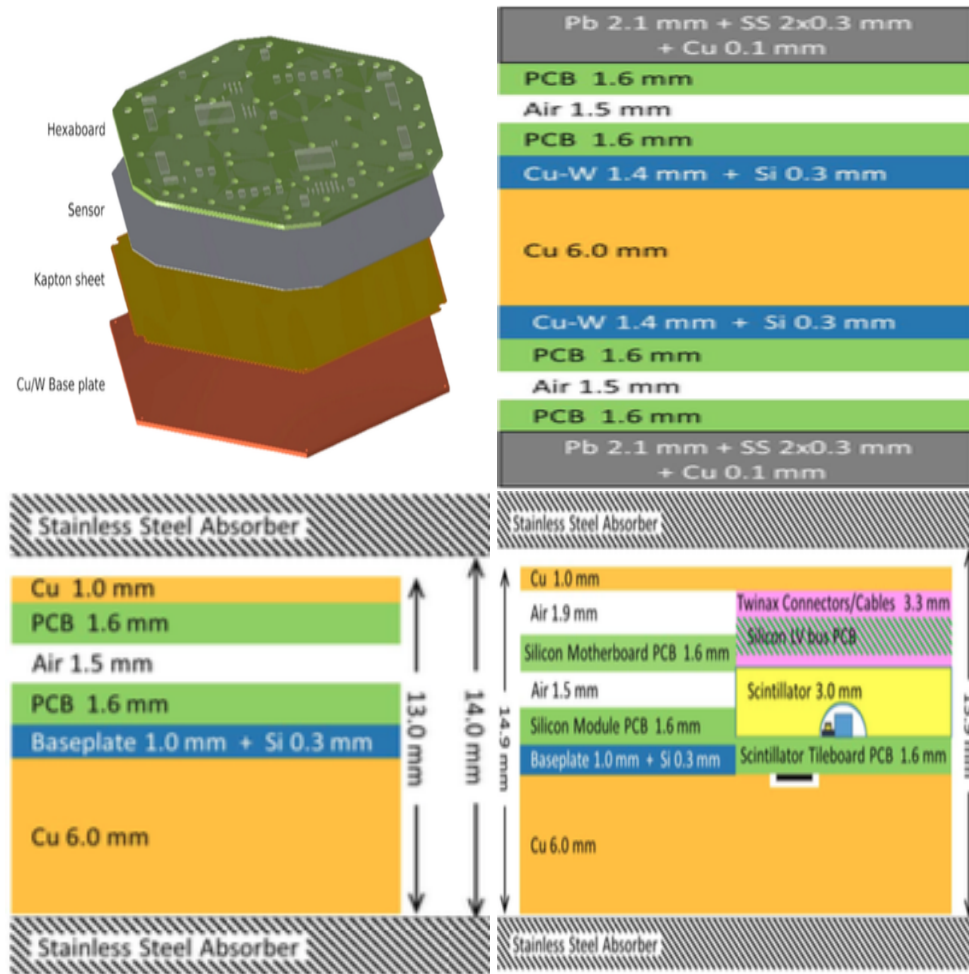 Hexaboard
Sensor
Kapton sheet
Cu/W Base plate
Pb 2.1 mm + SS 2x0.3 mm
+ Cu 0.1 mm
PCB 1.6 mm
Air 1.5 mm
PCB 1.6 mm
Cu-W 1.4 mm + Si 0.3 mm
Cu 6.0 mm
Cu-W 1.4 mm + Si 0.3 mm
PCB 1.6 mm
Air 1.5 mm
PCB 1.6 mm
Pb 2.1 mm + SS 2x0.3 mm
+ Cu 0.1 mm
Stainless Steel Absorber
Cu 1.0 mm
PCB 1.6 mm
Air 1.5 mm
PCB 1.6 mm
Baseplate 1.0 mm + Si 0.3 mm
Cu 6.0 mm
13.0 mm
14.0 mm
Stainless Steel Absorber
Stainless Steel Absorber
Cu 1.0 mm
Air 1.9 mm
Twinax Connectors/Cables 3.3 mm
Silicon LV bus PCB
Silicon Motherboard PCB 1.6 mm
Air 1.5 mm
Scintillator 3.0 mm
Silicon Module PCB 1.6 mm
Baseplate 1.0 mm + Si 0.3 mm
Scintillator Tileboard PCB 1.6 mm
Cu 6.0 mm
14.9 mm
Stainless Steel Absorber